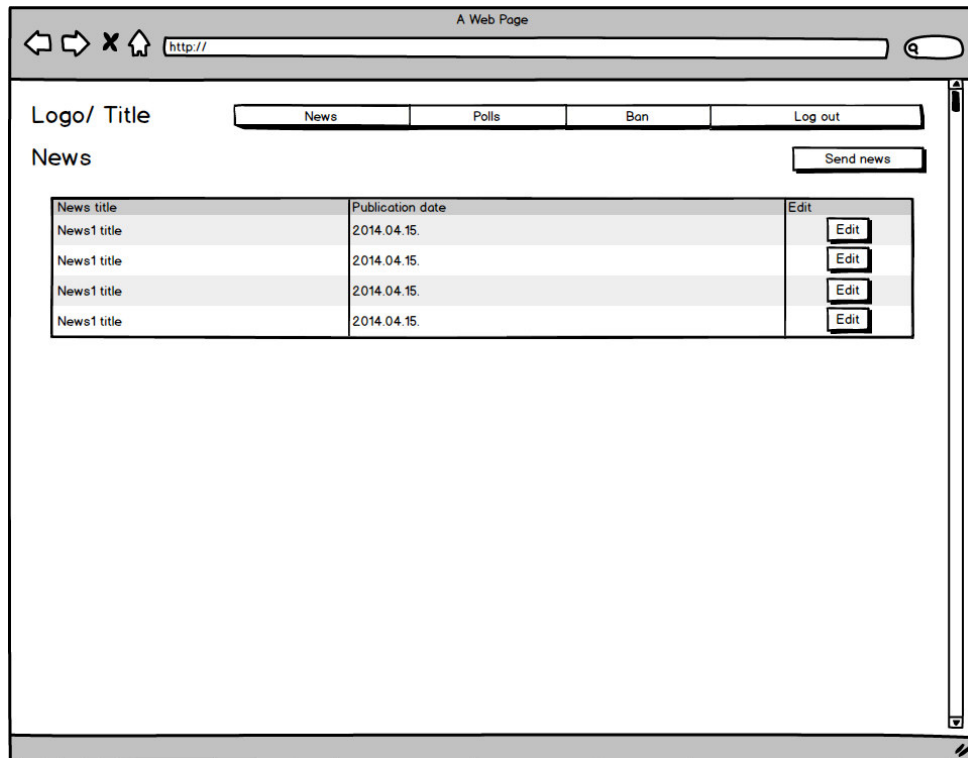 A Web Page
http://
Logo/ Title
News Polls Ban Log out
News
Send news
News title Publication date Edit
News1 title 2014.04.15. Edit
News1 title 2014.04.15. Edit
News1 title 2014.04.15. Edit
News1 title 2014.04.15. Edit